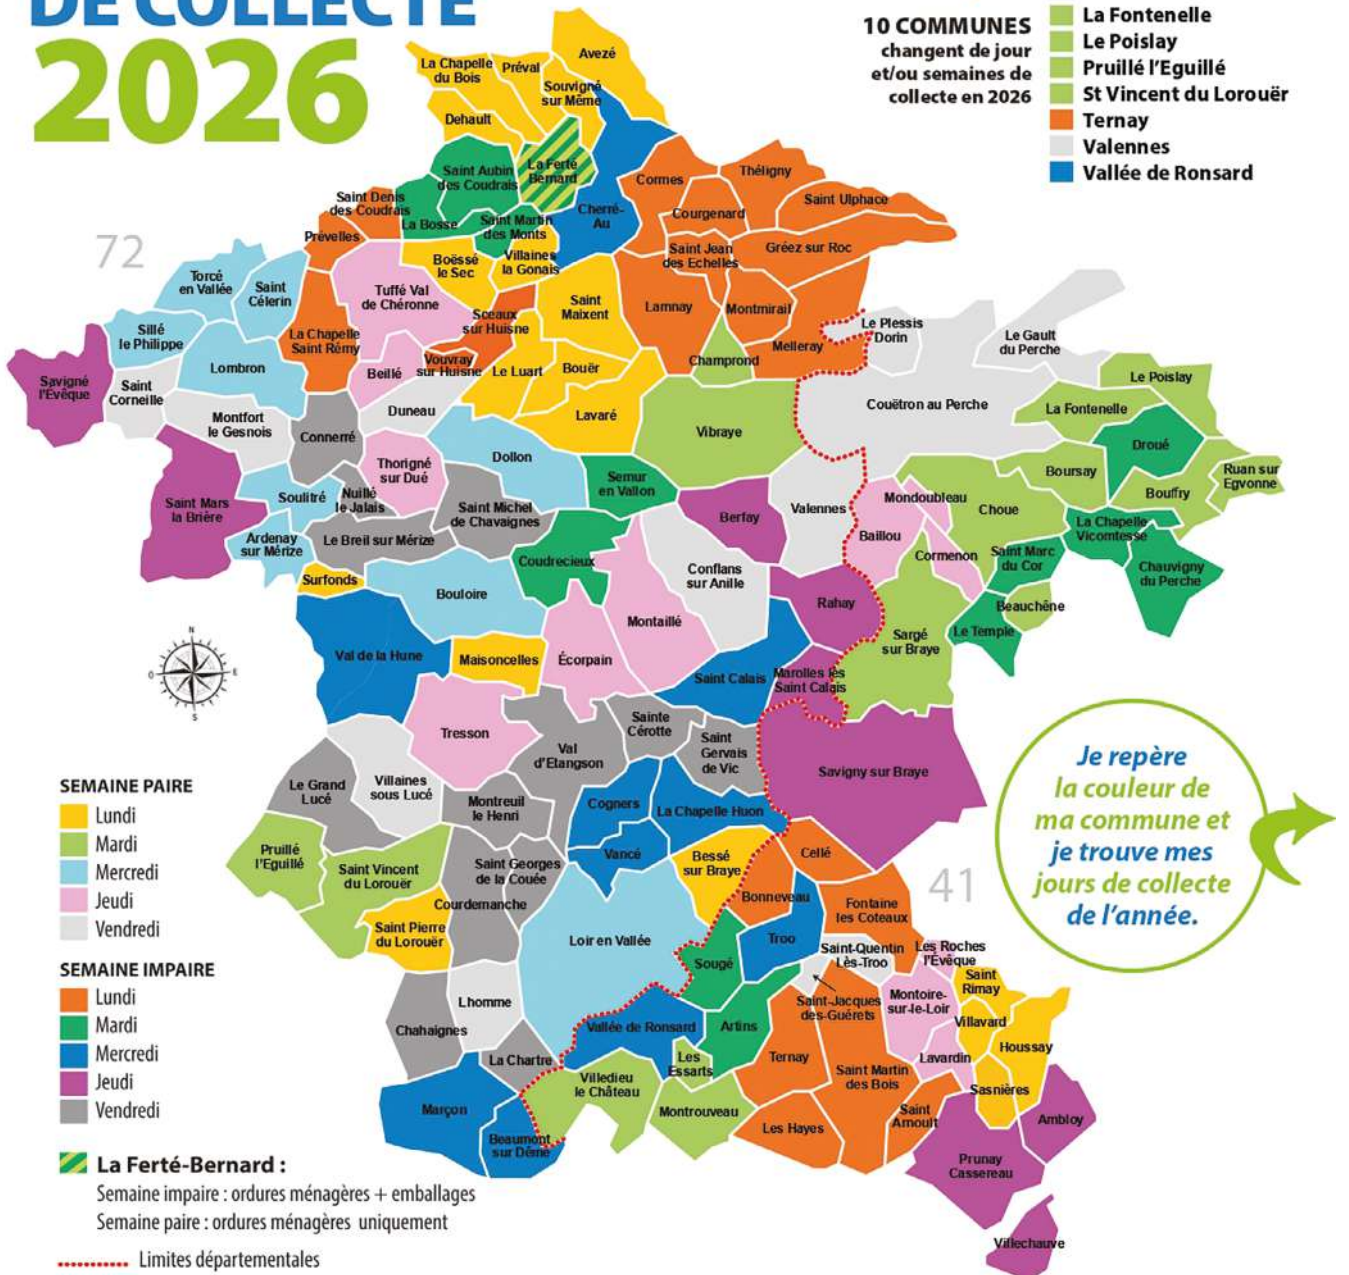 DE COLLECTE
2026
10 COMMUNES
changent de jour
et/ou semaines de
collecte en 2026
La Fontenelle
Le Poislay
Pruillé l'Eguillé
St Vincent du Lorouër
Ternay
Valennes
Vallée de Ronsard
72
Avezé
La Chapelle
du Bois
Préval
Souvigné
sur Même
Dehault
La Ferté
Bernard
Saint Aubin
des Coudrais
Cormes
Théligny
Saint Ulphace
Courgenard
Saint Denis
des Coudrais
La Bosse
Saint Martin
des Monts
Cherré-
Au
Prévelles
Saint Jean
des Echelles
Gréez sur Roc
Boëssé
le Sec
Villaines
la Gonais
Torcé
en Vallée
Saint
Célerin
Tuffé Val
de Chéronne
Saint
Maixent
Lamnay
Montmirail
Sceaux
sur Huisne
Sillé
le Philippe
La Chapelle
Saint Rémy
Le Plessis
Dorin
Le Gault
du Perche
Melleray
Champrond
Vouvray
sur Huisne
Le Luart
Bouër
Lombron
Beillé
Savigné
l'Evêque
Saint
Corneille
Le Poislay
Couëtron au Perche
La Fontenelle
Duneau
Lavaré
Montfort
le Gesnois
Connerré
Vibraye
Droué
Dollon
Thorigné
sur Dué
Semur
en Vallon
Boursay
Ruan sur
Egvonne
Bouffry
Saint Mars
la Brière
Soulitré
Nuillé
le Jalais
Saint Michel
de Chavaignes
Berfay
Valennes
Mondoubleau
Choue
La Chapelle
Vicomtesse
Baillou
Ardenay
sur Mérize
Le Breil sur Mérize
Coudrecieux
Conflans
sur Anille
Cormenon
Saint Marc
du Cor
Chauvigny
du Perche
Surfonds
Bouloire
Rahay
Beauchêne
Montaillé
Sargé
sur Braye
Le Temple
N
O
E
S
Val de la Hune
Maisoncelles
Écorpain
Saint Calais
Marolles lès
Saint Calais
Tresson
Sainte
Cérotte
Saint
Gervais
de Vic
Val
d'Etangson
Savigny sur Braye
Je repère
la couleur de
ma commune et
je trouve mes
jours de collecte
de l'année.
Le Grand
Lucé
Villaines
sous Lucé
Montreuil
le Henri
Cogners
La Chapelle Huon
SEMAINE PAIRE
Lundi
Mardi
Mercredi
Jeudi
Vendredi
Pruillé
l'Eguillé
Saint Vincent
du Lorouër
Saint Georges
de la Couée
Vancé
Bessé
sur Braye
Cellé
41
Courdemanche
Bonneveau
Fontaine
les Coteaux
Saint Pierre
du Lorouër
Loir en Vallée
Troo
Saint-Quentin
Lès-Troo
Les Roches
l'Évêque
Sougé
Saint
Rimay
SEMAINE IMPAIRE
Lundi
Mardi
Mercredi
Jeudi
Vendredi
Lhomme
Saint-Jacques
des-Guérets
Montoire-
sur-le-Loir
Villavard
Houssay
Chahaignes
Vallée de Ronsard
Artins
La Chartre
Les
Essarts
Ternay
Lavardin
Saint Martin
des Bois
Villedieu
le Château
Sasnières
Marçon
Montrouveau
Saint
Arnoult
Ambloy
Les Hayes
Beaumont
sur Dême
Prunay
Cassereau
Villechauve
La Ferté-Bernard :
Semaine impaire : ordures ménagères + emballages
Semaine paire : ordures ménagères uniquement
Limites départementales